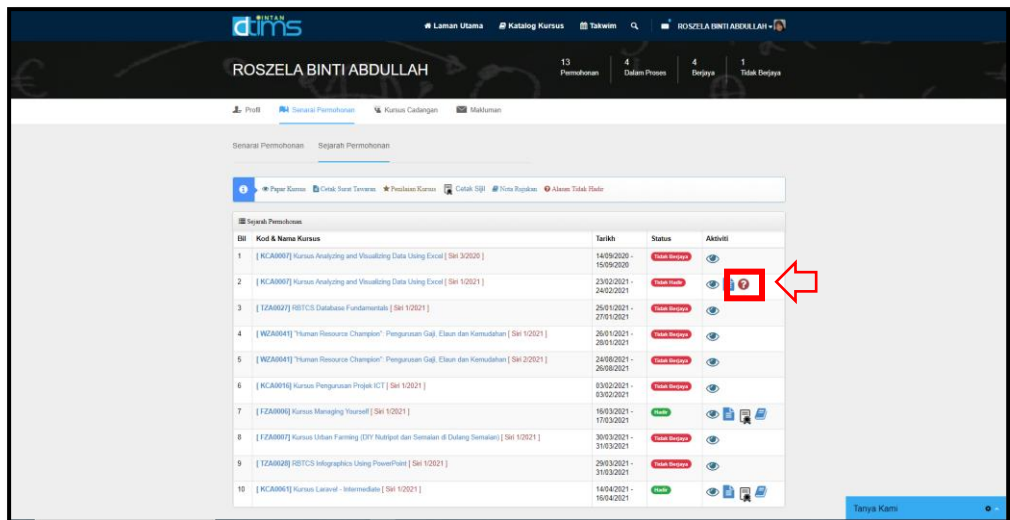 INTAN
dtims
Laman Utama Katalog Kursus Takwim ROSZELA BINTI ABDULLAH
ROSZELA BINTI ABDULLAH
13 4 4 1
Permohonan Dalam Proses Berjaya Tidak Berjaya
Profil Senarai Permohonan Kursus Cadangan Makluman
Senarai Permohonan Sejarah Permohonan
Papar Kursus Cetak Surat Tawaran Penilaian Kursus Cetak Sijil Nota Rujukan Alasan Tidak Hadir
Sejarah Permohonan
Bil Kod & Nama Kursus Tarikh Status Aktiviti
1 [ KCA0007] Kursus Analyzing and Visualizing Data Using Excel [ Siri 3/2020 ] 14/09/2020 - Tidak Berjaya
15/09/2020
2 [ KCA0007] Kursus Analyzing and Visualizing Data Using Excel [ Siri 1/2021 ] 23/02/2021 - Tidak Hadir
24/02/2021
3 [ TZA0027] RBTCS Database Fundamentals [ Siri 1/2021 ] 25/01/2021 - Tidak Berjaya
27/01/2021
4 [ WZA0041] "Human Resource Champion": Pengurusan Gaji, Elaun dan Kemudahan [ Siri 1/2021 ] 26/01/2021 - Tidak Berjaya
28/01/2021
5 [ WZA0041] "Human Resource Champion": Pengurusan Gaji, Elaun dan Kemudahan [ Siri 2/2021 ] 24/08/2021 - Tidak Berjaya
26/08/2021
6 [ KCA0016] Kursus Pengurusan Projek ICT [ Siri 1/2021 ] 03/02/2021 - Tidak Berjaya
03/02/2021
7 [ FZA0006] Kursus Managing Yourself [ Siri 1/2021 ] 16/03/2021 - Hadir
17/03/2021
8 [ FZA0007] Kursus Urban Farming (DIY Nutripot dan Semaian di Dulang Semaian) [ Siri 1/2021 ] 30/03/2021 - Tidak Berjaya
31/03/2021
9 [ TZA0028] RBTCS Infographics Using PowerPoint [ Siri 1/2021 ] 29/03/2021 - Tidak Berjaya
31/03/2021
10 [ KCA0061] Kursus Laravel - Intermediate [ Siri 1/2021 ] 14/04/2021 - Hadir
16/04/2021
Tanya Kami